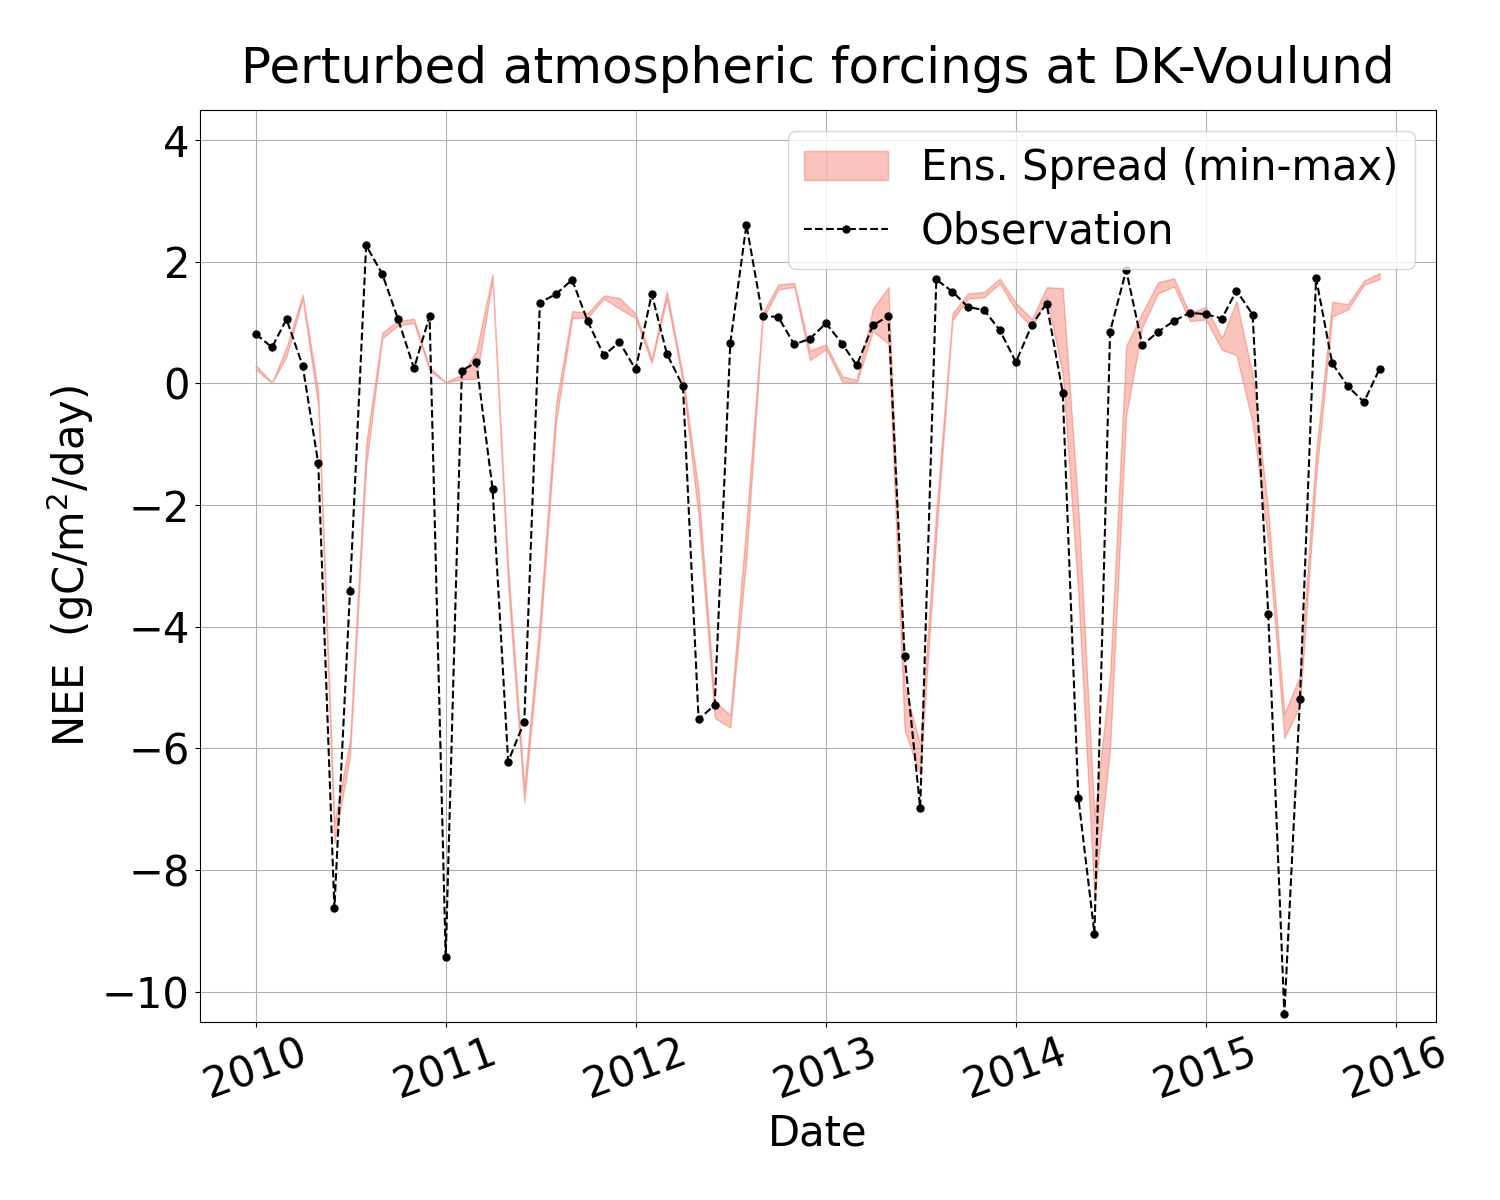 Perturbed atmospheric forcings at DK-Voulund
Ens. Spread (min-max)
Observation
4
2
0
−2
−4
−6
−8
−10
NEE (gC/m²/day)
2010 2011 2012 2013 2014 2015 2016
Date